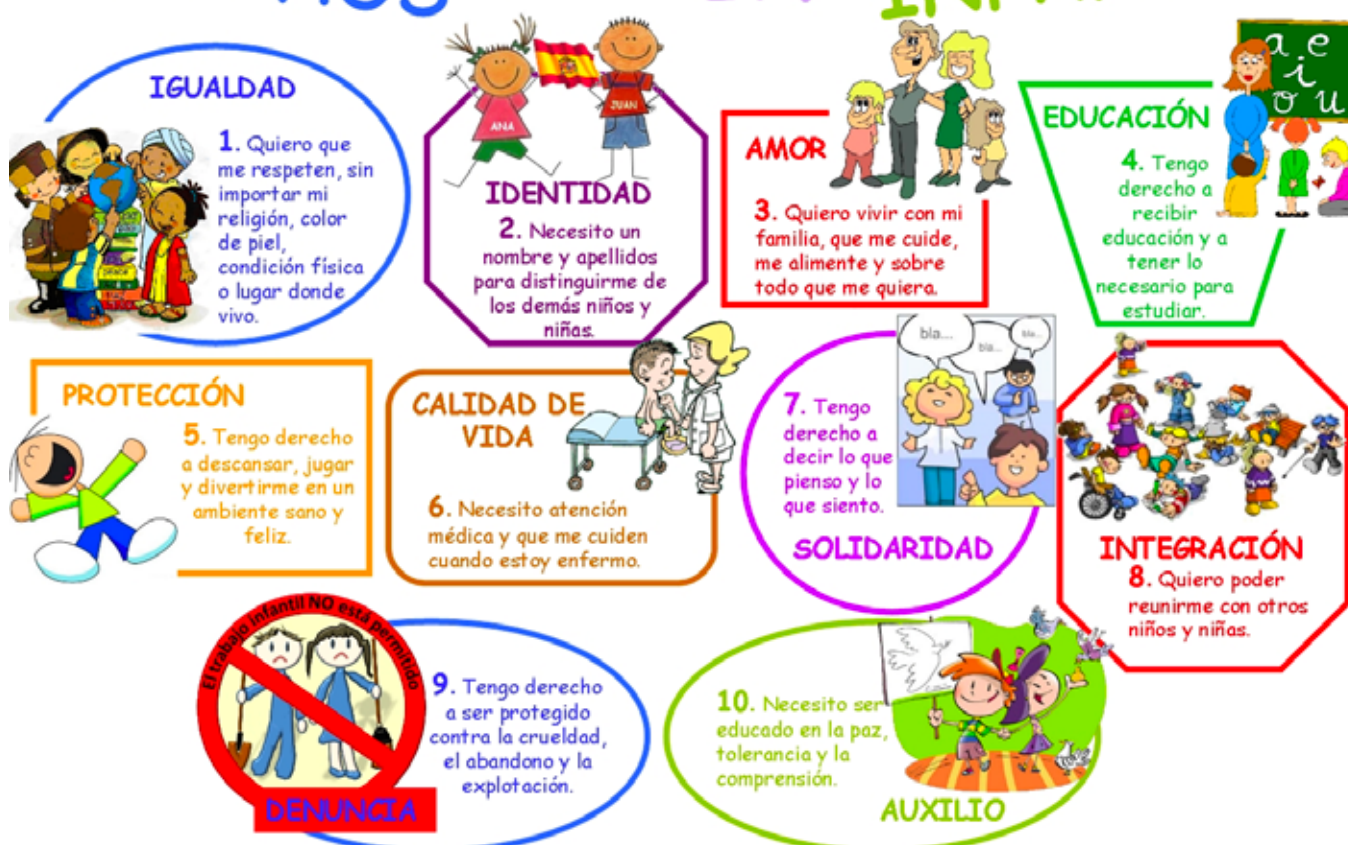 IGUALDAD
1. Quiero que
me respeten, sin
importar mi
religión, color
de piel,
condición física
o lugar donde
vivo.
ANA
JUAN
IDENTIDAD
2. Necesito un
nombre y apellidos
para distinguirme de
los demás niños y
niñas.
AMOR
3. Quiero vivir con mi
familia, que me cuide,
me alimente y sobre
todo que me quiera.
a e
i
o u
EDUCACIÓN
4. Tengo
derecho a
recibir
educación y a
tener lo
necesario para
estudiar.
PROTECCIÓN
5. Tengo derecho
a descansar, jugar
y divertirme en un
ambiente sano y
feliz.
CALIDAD DE
VIDA
6. Necesito atención
médica y que me cuiden
cuando estoy enfermo.
bla...
bla...
bla...
7. Tengo
derecho a
decir lo que
pienso y lo
que siento.
SOLIDARIDAD
INTEGRACIÓN
8. Quiero poder
reunirme con otros
niños y niñas.
El trabajo infantil NO está permitido
9. Tengo derecho
a ser protegido
contra la crueldad,
el abandono y la
explotación.
DENUNCIA
10. Necesito ser
educado en la paz,
tolerancia y la
comprensión.
AUXILIO